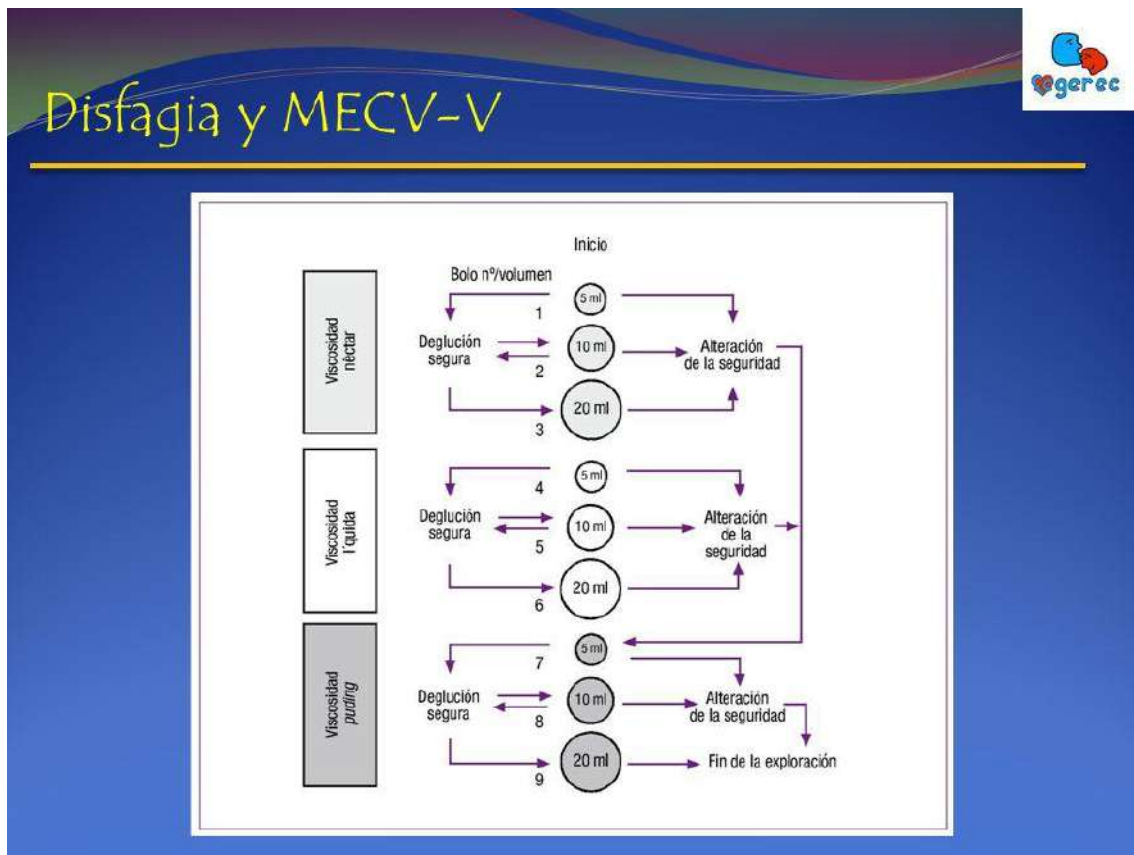 Disfagia y MECV-V
egerec
Inicio
Bolo nº/volumen
Viscosidad
nèctar
5 ml
1
Deglución
segura
10 ml
2
Alteración
de la seguridad
20 ml
3
Viscosidad
l´quida
5 ml
4
Deglución
segura
10 ml
5
Alteración
de la
seguridad
20 ml
6
Viscosidad
puding
5 ml
7
Deglución
segura
10 ml
8
Alteración
de la seguridad
20 ml
9
Fin de la exploración